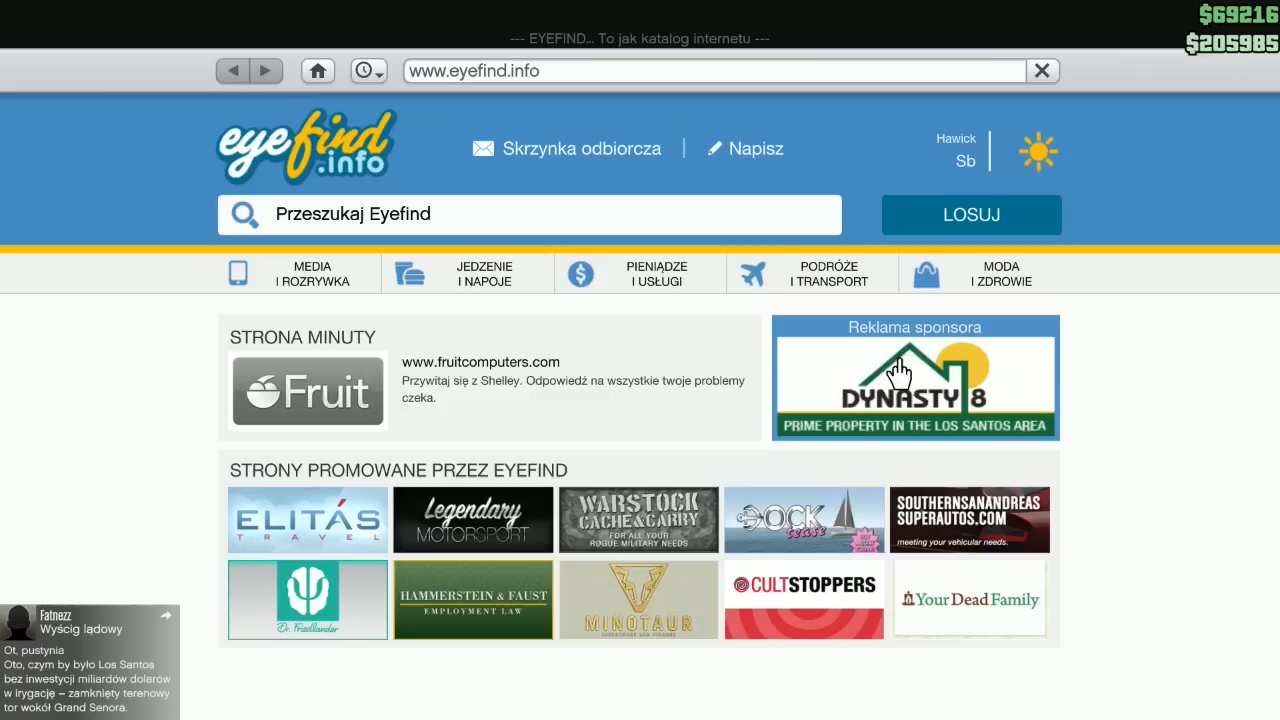 $69216
--- EYEFIND... To jak katalog internetu ---
$205985
www.eyefind.info
eyefind
.info
Skrzynka odbiorcza
Napisz
Hawick
Sb
Przeszukaj Eyefind
LOSUJ
MEDIA
I ROZRYWKA
JEDZENIE
I NAPOJE
PIENIĄDZE
I USŁUGI
PODRÓŻE
I TRANSPORT
MODA
I ZDROWIE
STRONA MINUTY
Fruit
www.fruitcomputers.com
Przywitaj się z Shelley. Odpowiedź na wszystkie twoje problemy
czeka.
Reklama sponsora
DYNASTY 8
PRIME PROPERTY IN THE LOS SANTOS AREA
STRONY PROMOWANE PRZEZ EYEFIND
ELITÁS
TRAVEL
Legendary
MOTORSPORT
WARSTOCK
CACHE&CARRY
FOR ALL YOUR
ROGUE MILITARY NEEDS
DOCK
tease
SOUTHERNSANANDREAS
SUPERAUTOS.COM
meeting your vehicular needs.
Dr. Friedlander
HAMMERSTEIN & FAUST
EMPLOYMENT LAW
MINOTAUR
CULTSTOPPERS
Your Dead Family
Fatnezz
Wyścig lądowy
Ot, pustynia
Oto, czym by było Los Santos
bez inwestycji miliardów dolarów
w irygację – zamknięty terenowy
tor wokół Grand Senora.